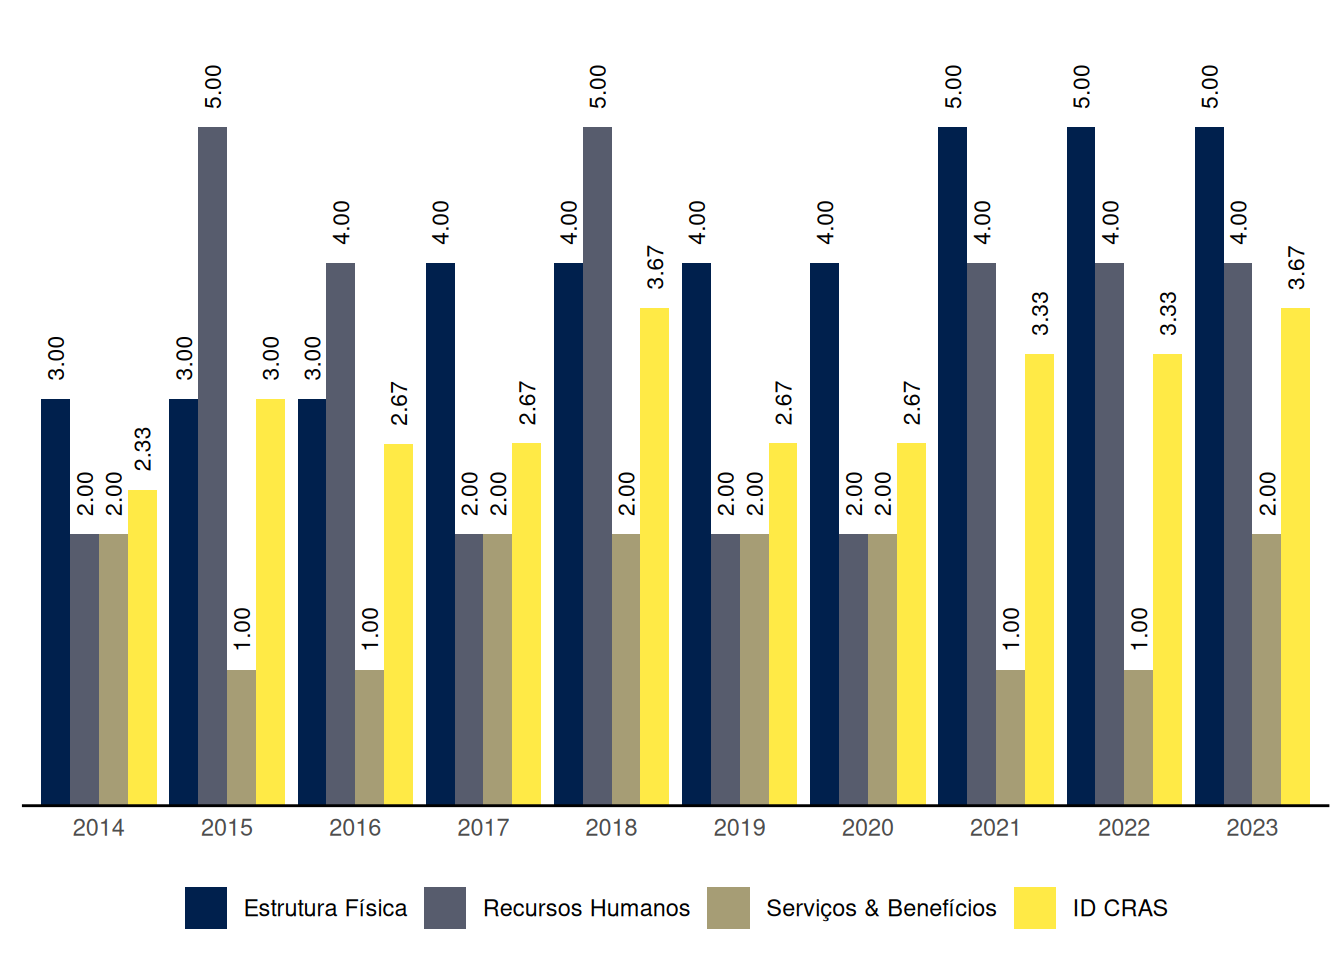 3.00 2.00 2.00 2.33
3.00 5.00 1.00 3.00
3.00 4.00 1.00 2.67
4.00 2.00 2.00 2.67
4.00 5.00 2.00 3.67
4.00 2.00 2.00 2.67
4.00 2.00 2.00 2.67
5.00 4.00 1.00 3.33
5.00 4.00 1.00 3.33
5.00 4.00 2.00 3.67
2014 2015 2016 2017 2018 2019 2020 2021 2022 2023
Estrutura Física Recursos Humanos Serviços & Benefícios ID CRAS